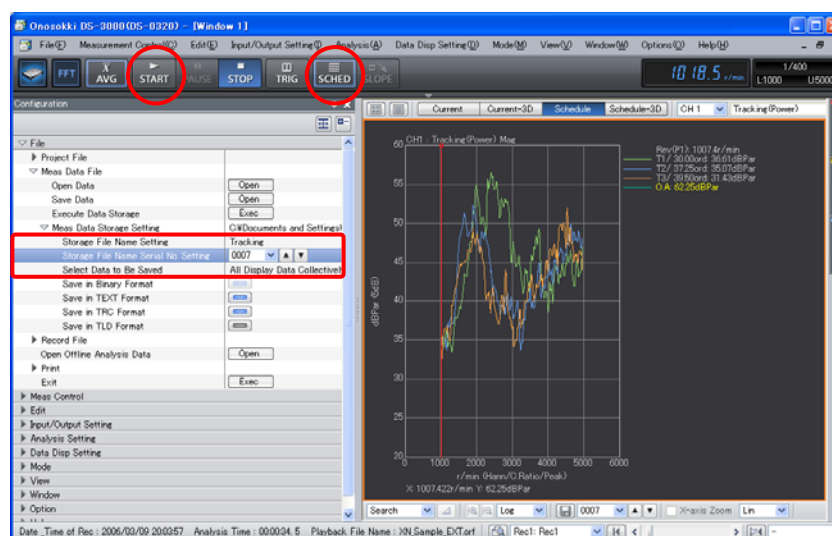 Onosokki DS-3000(DS-0320) - [Window 1]
File(F) Measurement Control(C) Edit(E) Input/Output Setting(I) Analysis(A) Data Disp Setting(D) Mode(M) View(V) Window(W) Options(O) Help(H)
FFT AVG START PAUSE STOP TRIG SCHED SLOPE 1018.5 r/min 1/400
L1000 U5000
Configuration
Current Current-3D Schedule Schedule-3D CH 1 Tracking(Power)
File
Project File
Meas Data File
Open Data Open
Save Data Open
Execute Data Storage Exec
Meas Data Storage Setting C:¥Documents and Settings¥
Storage File Name Setting Tracking
Storage File Name Serial No. Setting 0007
Select Data to Be Saved All Display Data Collectively
Save in Binary Format
Save in TEXT Format
Save in TRC Format
Save in TLD Format
Record File
Open Offline Analysis Data Open
Print
Exit Exec
Meas Control
Edit
Input/Output Setting
Analysis Setting
Data Disp Setting
Mode
View
Window
Option
CH1 : Tracking(Power) Mag
Rev(P1): 1007.4r/min
T1/ 30.00ord: 36.61dBPar
T2/ 37.25ord: 35.07dBPar
T3/ 39.50ord: 31.43dBPar
O.A: 62.25dBPar
60
55
50
45
40
35
30
25
20
dBPar (5dB)
0 1000 2000 3000 4000 5000 6000
r/min (Hann/C.Ratio/Peak)
X: 1007.422r/min Y: 62.25dBPar
Search Log 0007 X-axis Zoom Lin
Date_Time of Rec : 2006/03/09 20:03:57 Analysis Time : 00:00:34. 5 Playback File Name : XN_Sample_EXT.orf Rec1: Rec1